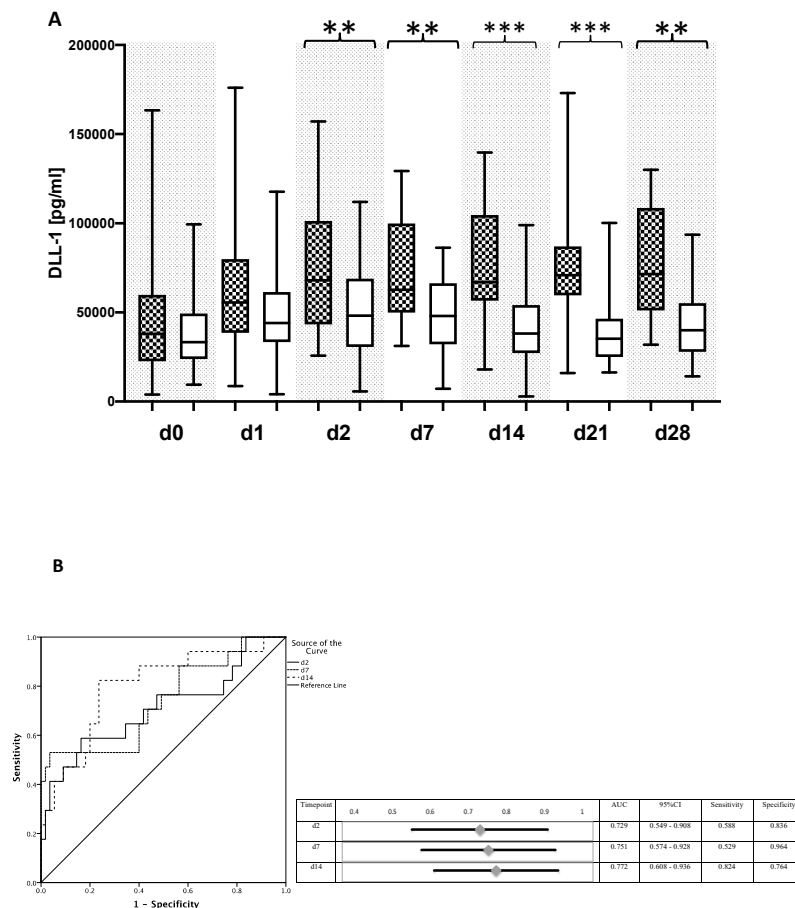 A
** ** *** *** **
200000
150000
100000
50000
0
DLL-1 [pg/ml]
d0 d1 d2 d7 d14 d21 d28
B
1.0
0.8
0.6
0.4
0.2
0.0
Sensitivity
0.0 0.2 0.4 0.6 0.8 1.0
1 - Specificity
Source of the
Curve
d2
d7
d14
Reference Line
Timepoint 0.4 0.5 0.6 0.7 0.8 0.9 1 AUC 95%CI Sensitivity Specificity
d2 0.729 0.549 - 0.908 0.588 0.836
d7 0.751 0.574 - 0.928 0.529 0.964
d14 0.772 0.608 - 0.936 0.824 0.764